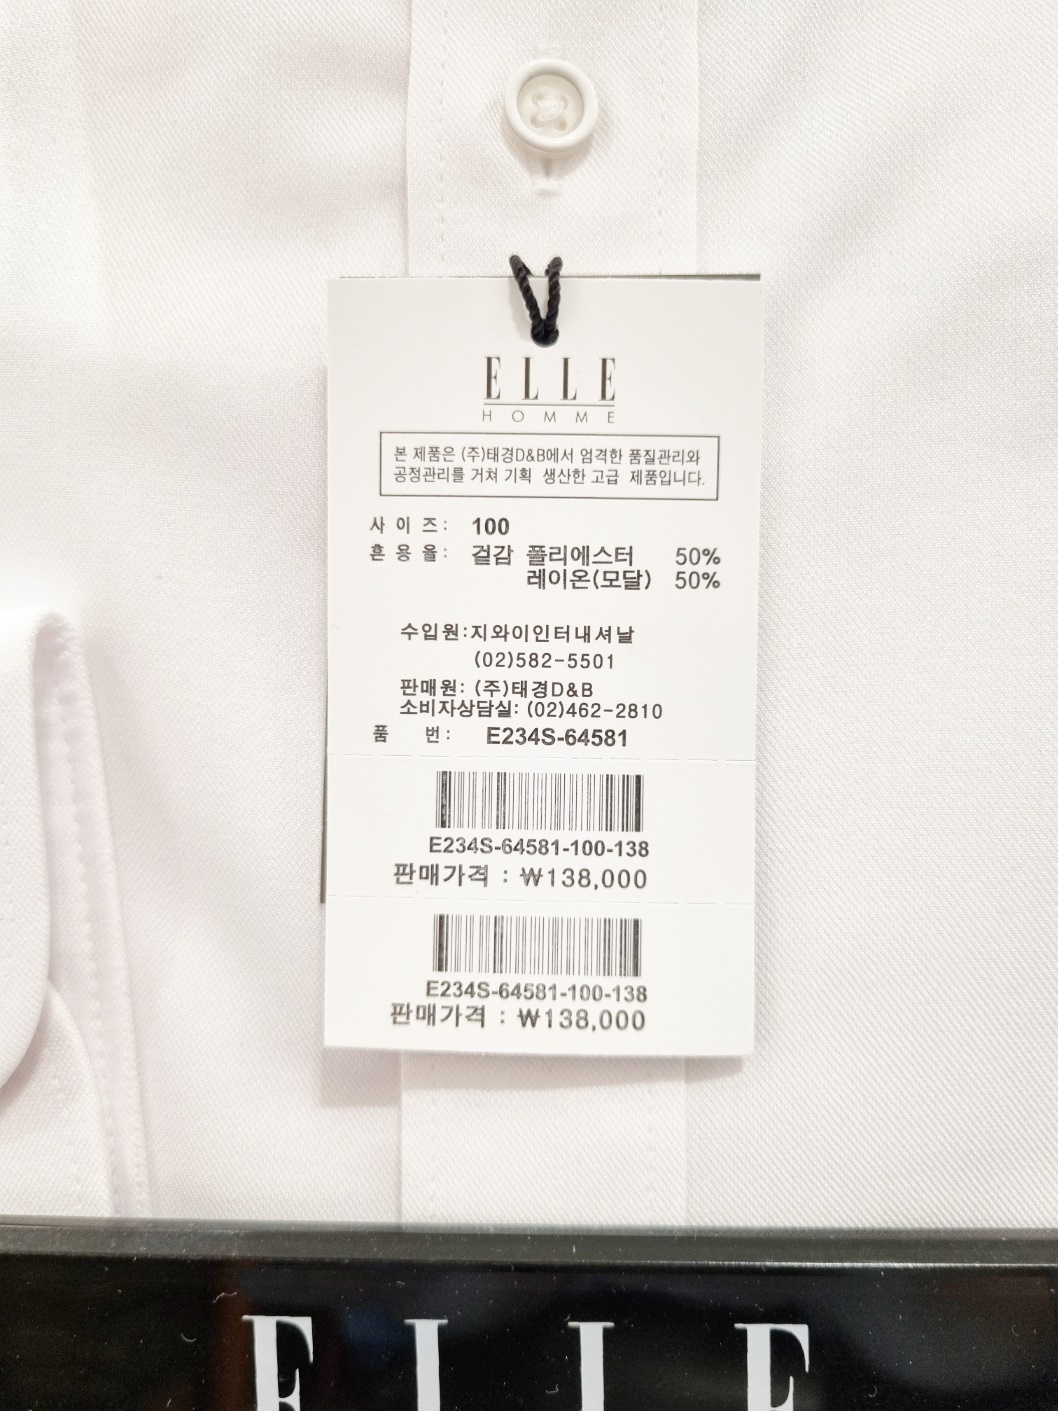 ELLE
HOMME
본 제품은 (주)태경D&B에서 엄격한 품질관리와
공정관리를 거쳐 기획 생산한 고급 제품입니다.
사 이 즈: 100
혼 용 율: 겉감 폴리에스터 50%
레이온(모달) 50%
수입원:지와이인터내셔날
(02)582-5501
판매원: (주)태경D&B
소비자상담실: (02)462-2810
품 번: E234S-64581
E234S-64581-100-138
판매가격 : ₩138,000
E234S-64581-100-138
판매가격 : ₩138,000
ELLE